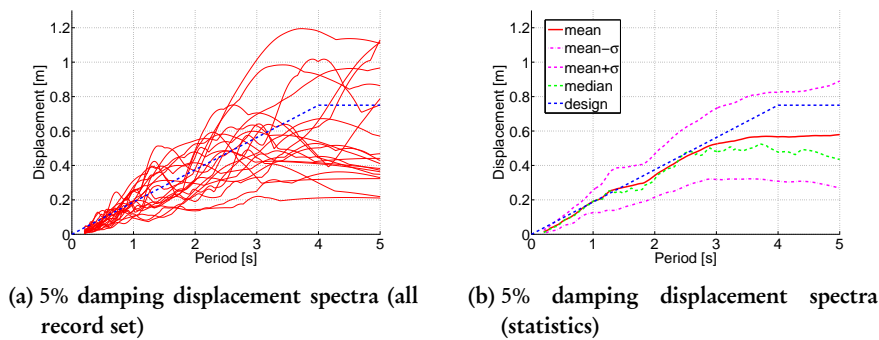 1.2
1
0.8
0.6
0.4
0.2
0
Displacement [m]
0 1 2 3 4 5
Period [s]
(a) 5% damping displacement spectra (all
record set)
1.2
1
0.8
0.6
0.4
0.2
0
Displacement [m]
mean
mean−σ
mean+σ
median
design
0 1 2 3 4 5
Period [s]
(b) 5% damping displacement spectra
(statistics)